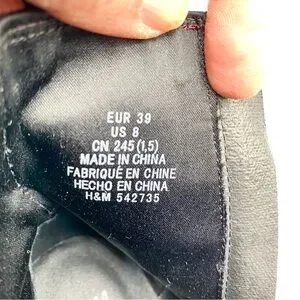 EUR 39
US 8
CN 245 (1,5)
MADE IN CHINA
FABRIQUÉ EN CHINE
HECHO EN CHINA
H&M 542735